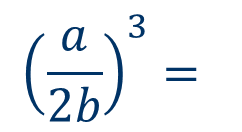 (a/2b)³ =